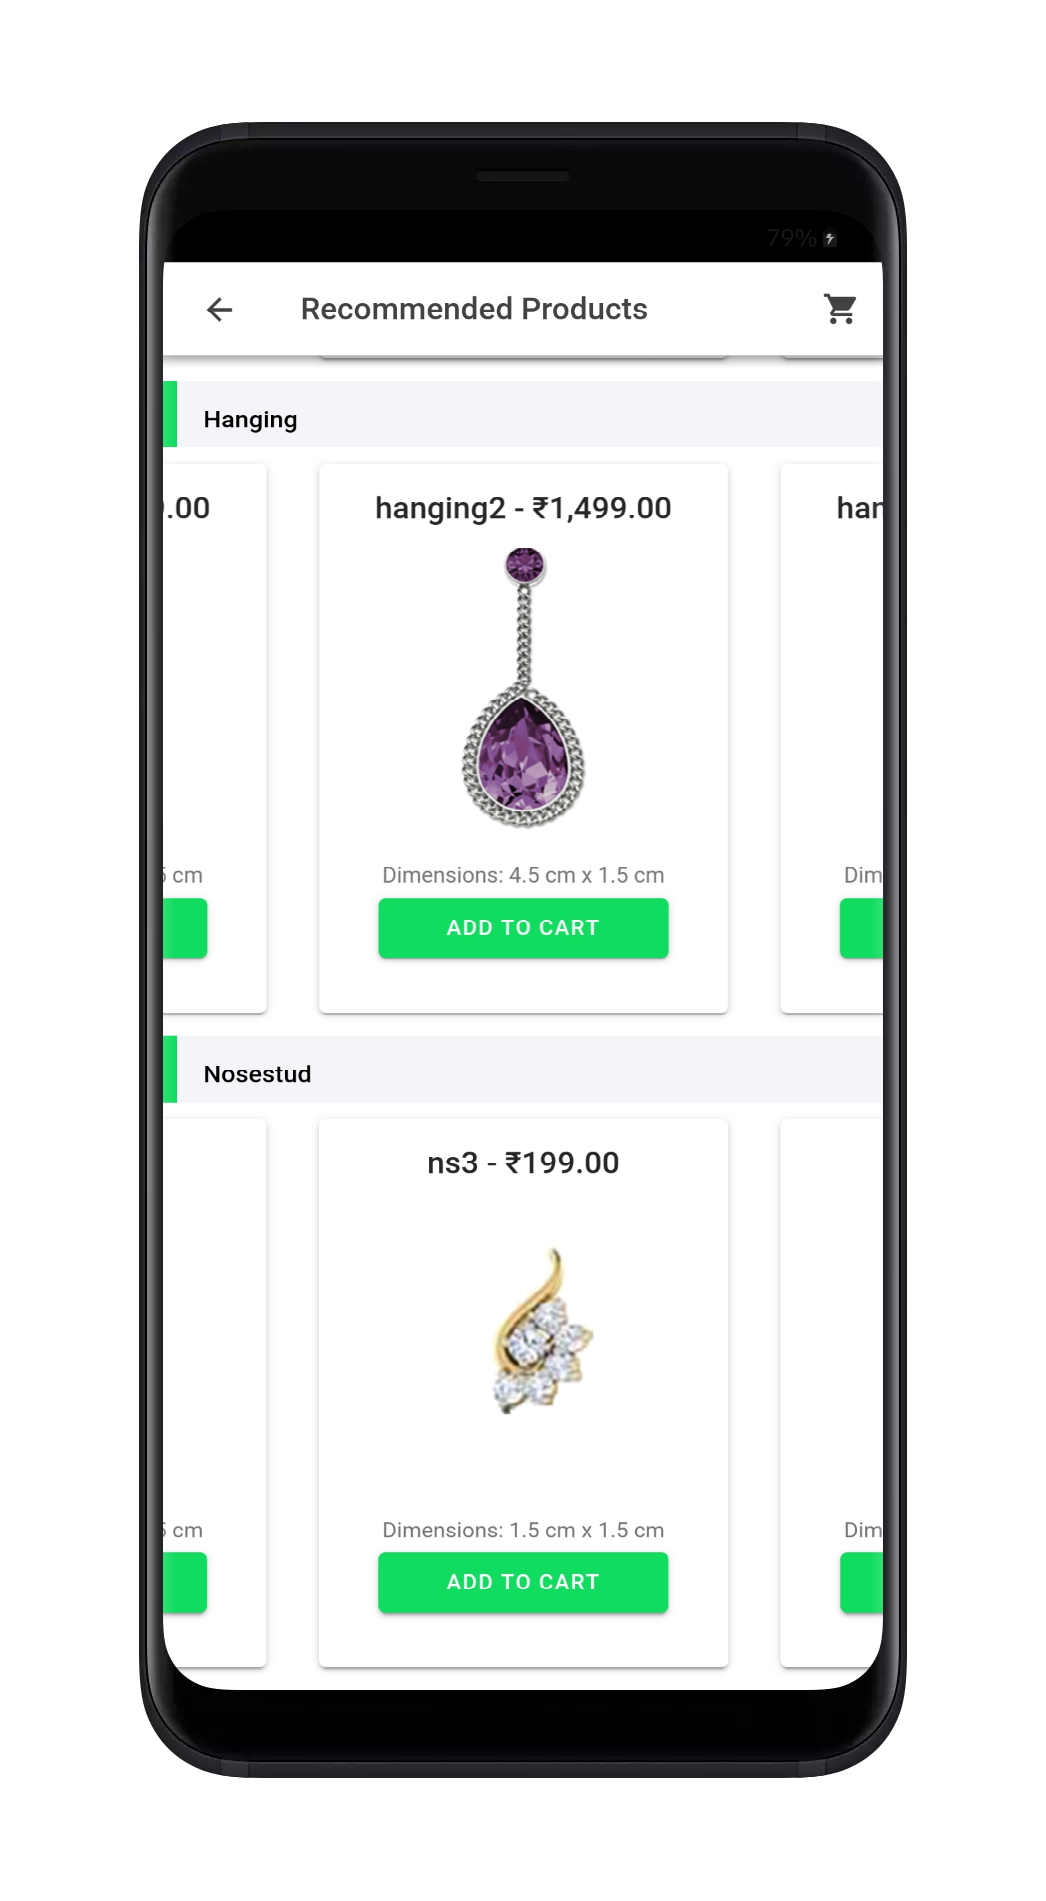 79%
Recommended Products
Hanging
.00
hanging2 - ₹1,499.00
han
5 cm
Dimensions: 4.5 cm x 1.5 cm
Dim
ADD TO CART
Nosestud
ns3 - ₹199.00
5 cm
Dimensions: 1.5 cm x 1.5 cm
Dim
ADD TO CART